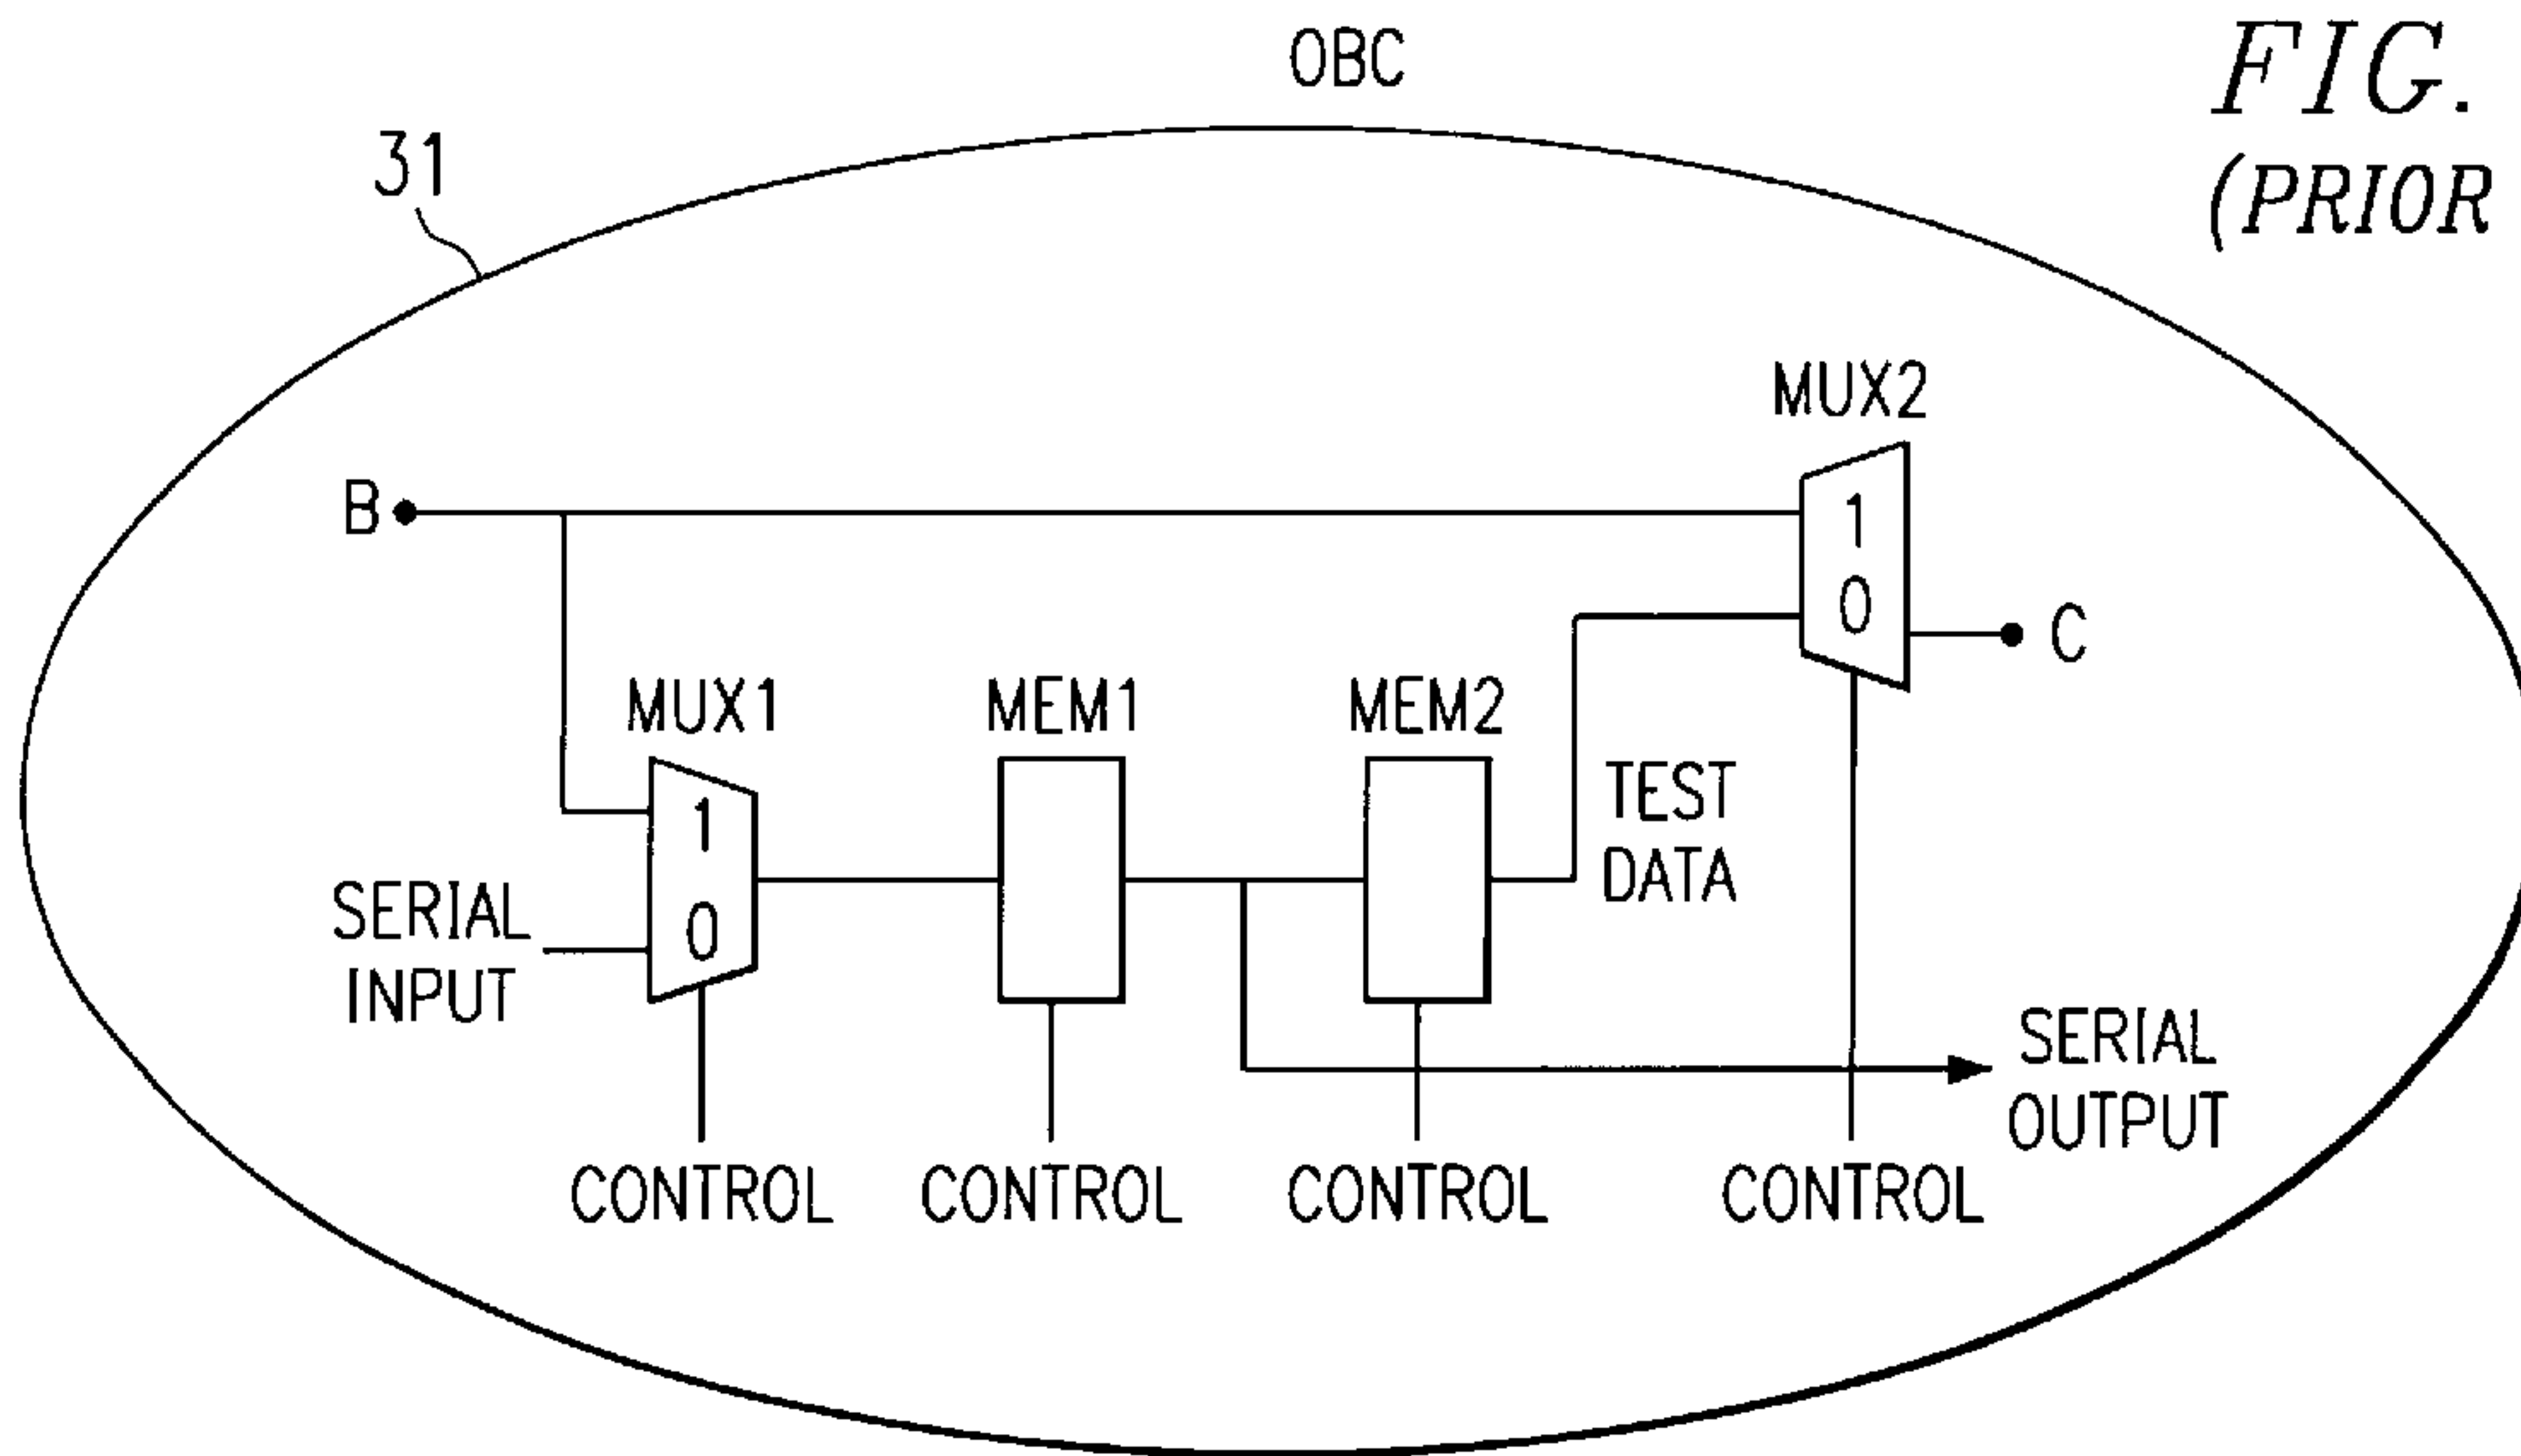 OBC
FIG.
(PRIOR
31
MUX2
B
1
0
C
MUX1
MEM1
MEM2
1
0
TEST
DATA
SERIAL
INPUT
SERIAL
OUTPUT
CONTROL
CONTROL
CONTROL
CONTROL